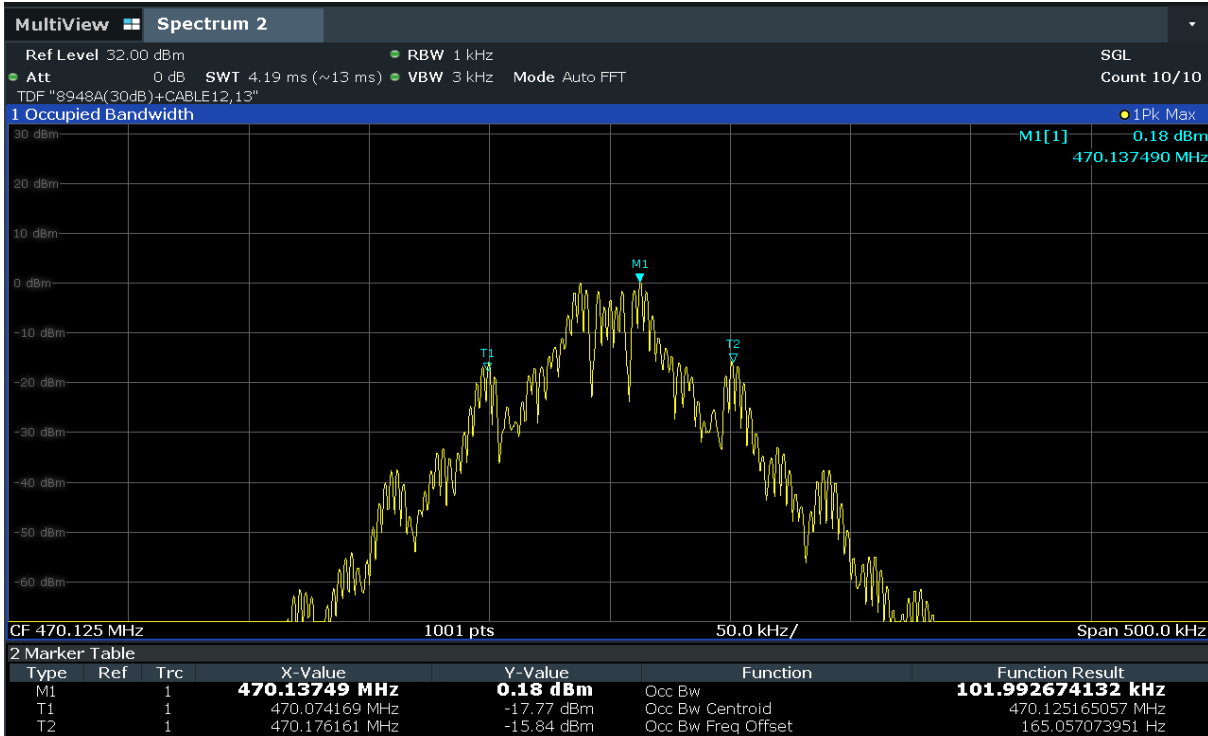 MultiView Spectrum 2
Ref Level 32.00 dBm RBW 1 kHz SGL
Att 0 dB SWT 4.19 ms (~13 ms) VBW 3 kHz Mode Auto FFT Count 10/10
TDF "8948A(30dB)+CABLE12,13"
1 Occupied Bandwidth 1Pk Max
30 dBm
M1[1] 0.18 dBm
470.137490 MHz
20 dBm
10 dBm
M1
0 dBm
-10 dBm
T1 T2
-20 dBm
-30 dBm
-40 dBm
-50 dBm
-60 dBm
CF 470.125 MHz 1001 pts 50.0 kHz/ Span 500.0 kHz
2 Marker Table
Type Ref Trc X-Value Y-Value Function Function Result
M1 1 470.13749 MHz 0.18 dBm Occ Bw 101.992674132 kHz
T1 1 470.074169 MHz -17.77 dBm Occ Bw Centroid 470.125165057 MHz
T2 1 470.176161 MHz -15.84 dBm Occ Bw Freq Offset 165.057073951 Hz